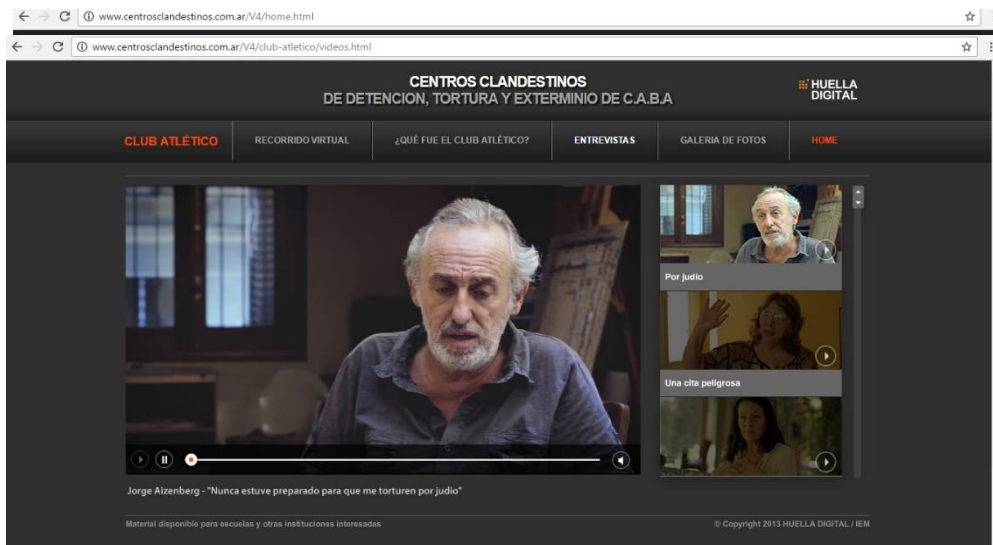 www.centrosclandestinos.com.ar/V4/home.html
www.centrosclandestinos.com.ar/V4/club-atletico/videos.html
CENTROS CLANDESTINOS
DE DETENCION, TORTURA Y EXTERMINIO DE C.A.B.A
HUELLA
DIGITAL
CLUB ATLÉTICO
RECORRIDO VIRTUAL
¿QUÉ FUE EL CLUB ATLÉTICO?
ENTREVISTAS
GALERIA DE FOTOS
HOME
Por judio
Una cita peligrosa
Jorge Aizenberg - "Nunca estuve preparado para que me torturen por judio"
Material disponible para escuelas y otras instituciones interesadas
© Copyright 2013 HUELLA DIGITAL / IEM